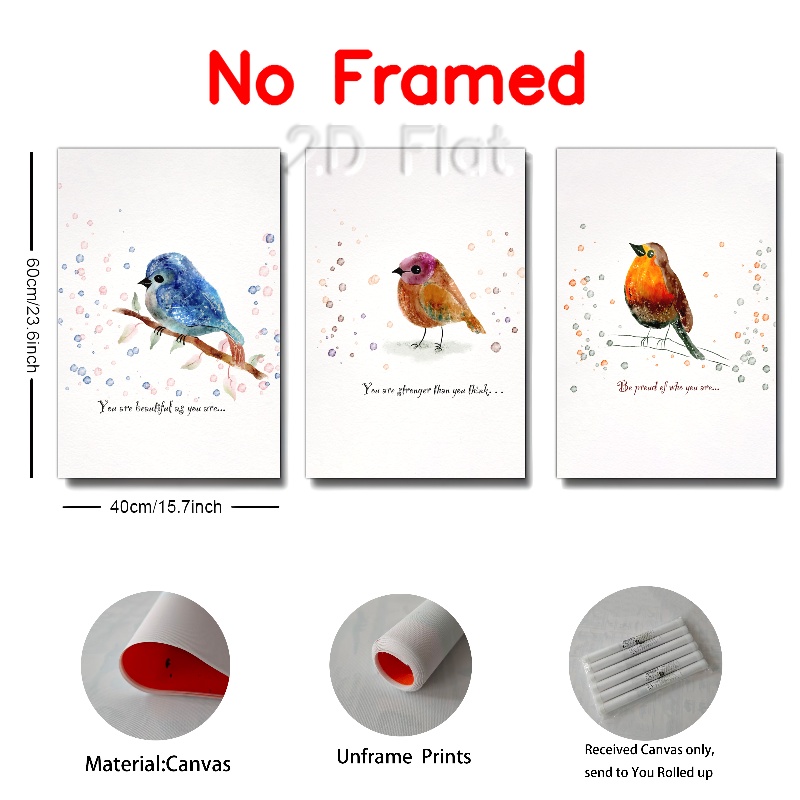 No Framed
2D Flat
60cm/23.6inch
You are beautiful as you are...
You are stronger than you think...
Be proud of who you are...
40cm/15.7inch
Material:Canvas
Unframe Prints
Received Canvas only,
send to You Rolled up